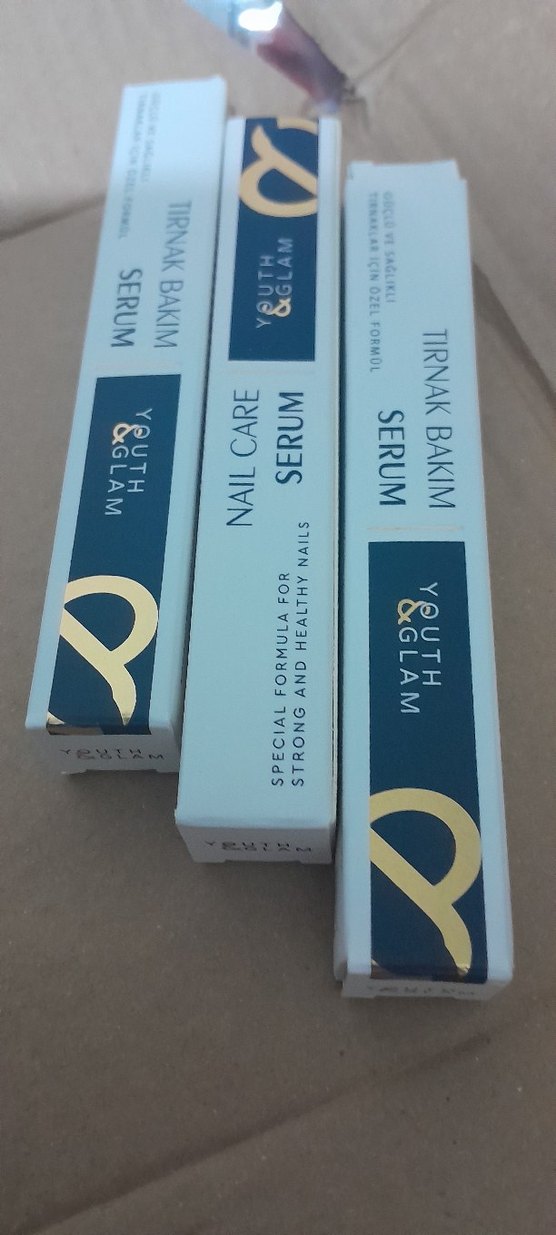 GÜÇLÜ VE SAĞLIKLI
TIRNAKLAR İÇİN ÖZEL FORMÜL
TIRNAK BAKIM
SERUM
YOUTH
&GLAM
YOUTH
&GLAM
YOUTH
&GLAM
NAIL CARE
SERUM
SPECIAL FORMULA FOR
STRONG AND HEALTHY NAILS
YOUTH
&GLAM
GÜÇLÜ VE SAĞLIKLI
TIRNAKLAR İÇİN ÖZEL FORMÜL
TIRNAK BAKIM
SERUM
YOUTH
&GLAM